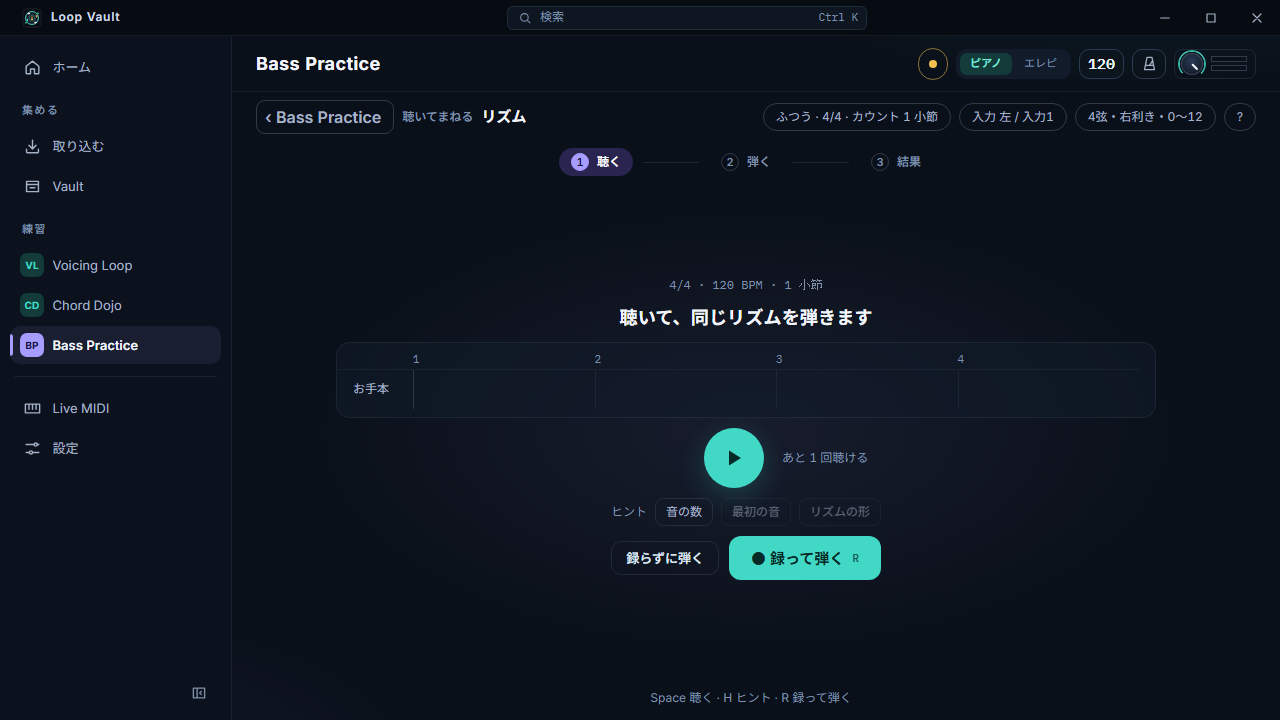 Loop Vault
検索 Ctrl K
ホーム
集める
取り込む
Vault
練習
VL Voicing Loop
CD Chord Dojo
BP Bass Practice
Live MIDI
設定
Bass Practice
ピアノ エレピ 120
‹ Bass Practice 聴いてまねる リズム
ふつう · 4/4 · カウント 1 小節 入力 左 / 入力1 4弦・右利き・0〜12 ?
1 聴く 2 弾く 3 結果
4/4 · 120 BPM · 1 小節
聴いて、同じリズムを弾きます
1 2 3 4
お手本
あと 1 回聴ける
ヒント 音の数 最初の音 リズムの形
録らずに弾く 録って弾く R
Space 聴く · H ヒント · R 録って弾く